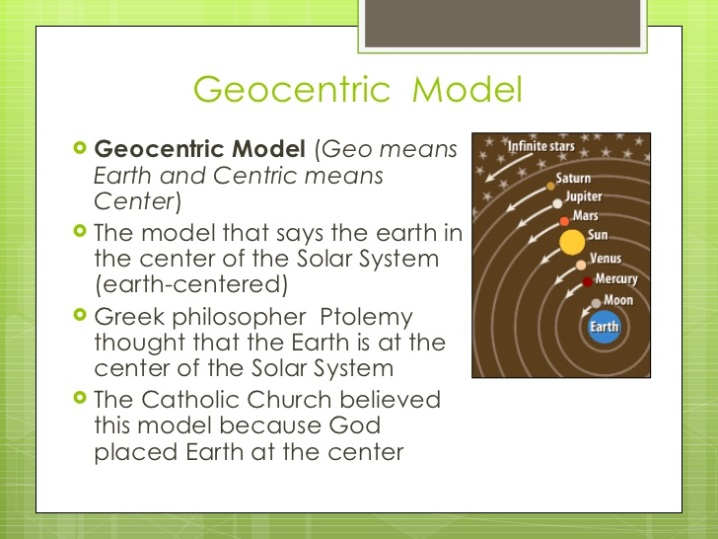 Geocentric Model
Geocentric Model (Geo means
Earth and Centric means
Center)
The model that says the earth in
the center of the Solar System
(earth-centered)
Greek philosopher Ptolemy
thought that the Earth is at the
center of the Solar System
The Catholic Church believed
this model because God
placed Earth at the center
Infinite stars
Saturn
Jupiter
Mars
Sun
Venus
Mercury
Moon
Earth